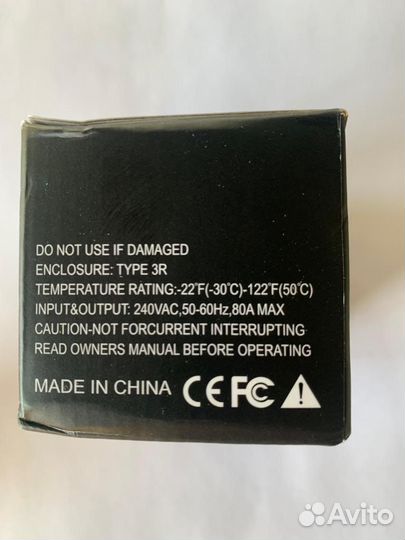 DO NOT USE IF DAMAGED
ENCLOSURE: TYPE 3R
TEMPERATURE RATING:-22°F(-30°C)-122°F(50°C)
INPUT&OUTPUT: 240VAC,50-60Hz,80A MAX
CAUTION-NOT FORCURRENT INTERRUPTING
READ OWNERS MANUAL BEFORE OPERATING
MADE IN CHINA CE FC
Avito